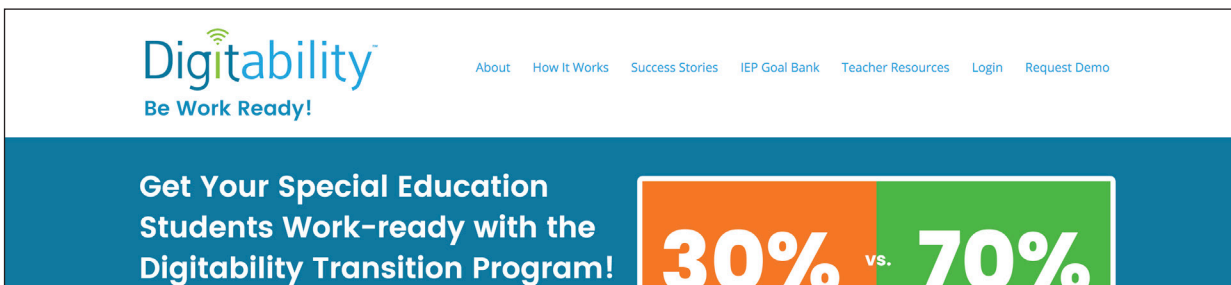 Digitability™
Be Work Ready!
About How It Works Success Stories IEP Goal Bank Teacher Resources Login Request Demo
Get Your Special Education
Students Work-ready with the
Digitability Transition Program!
30% vs. 70%